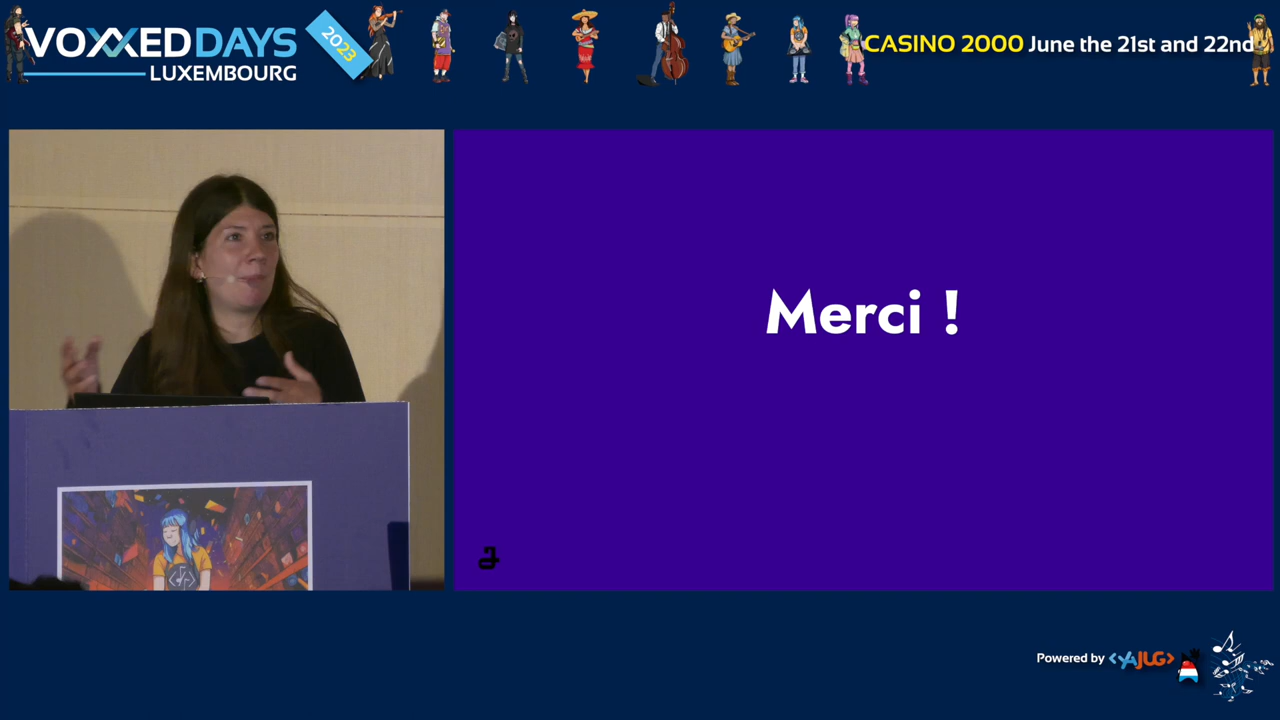 VOXXED DAYS
LUXEMBOURG
2023
CASINO 2000 June the 21st and 22nd
Merci !
Powered by <YAJUG>